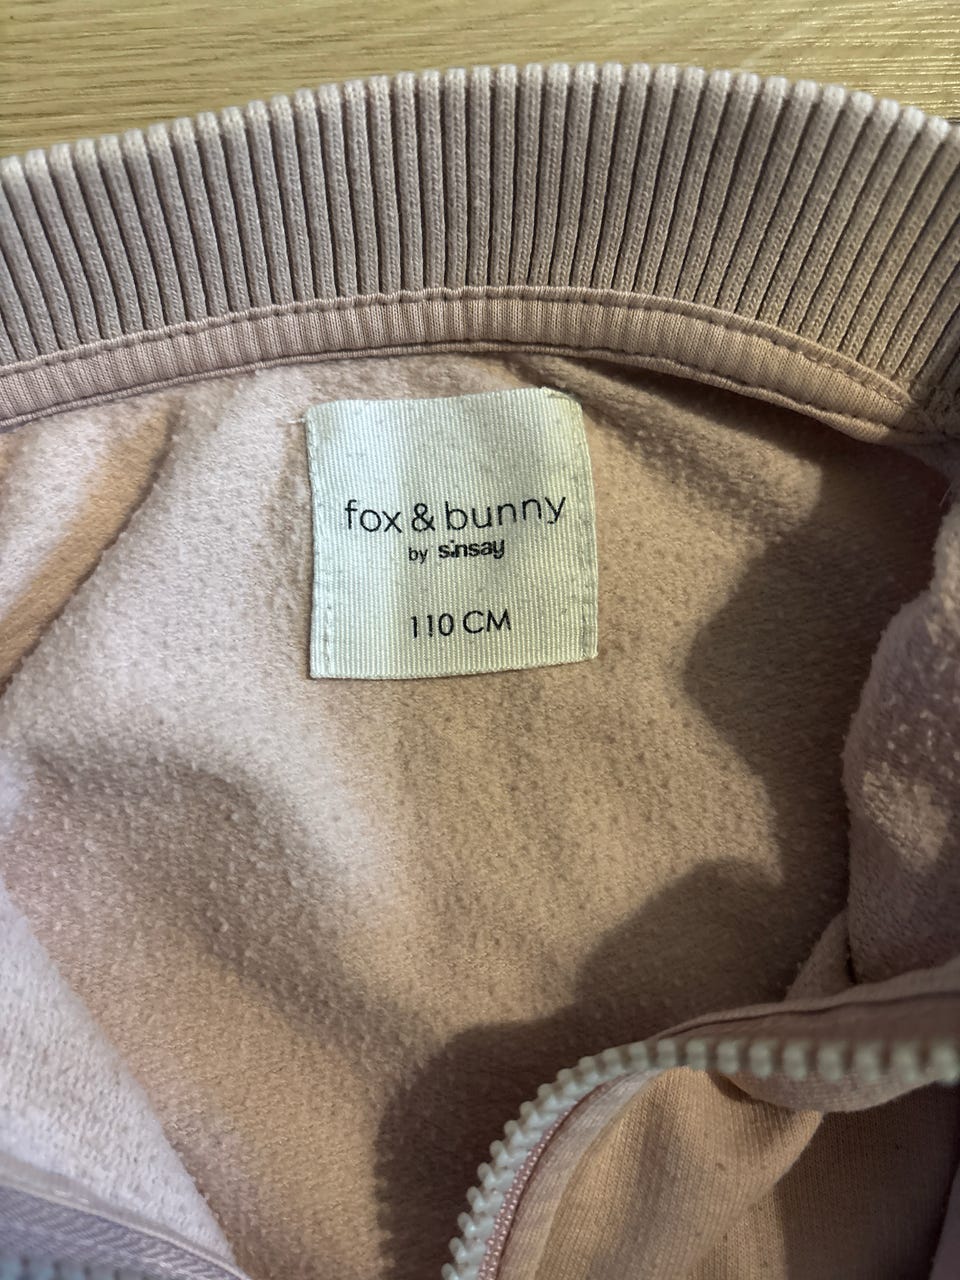 fox & bunny
by sinsay
110 CM